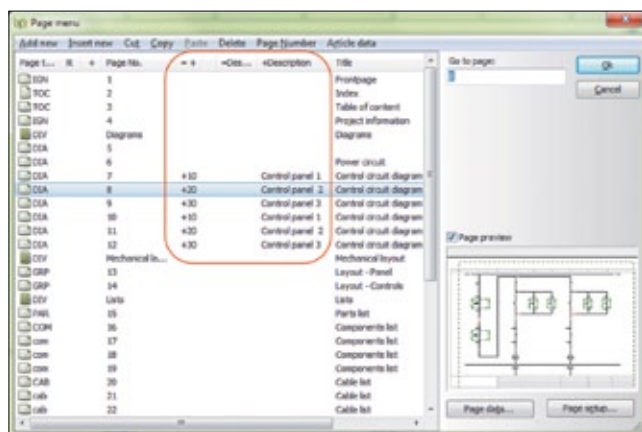 Page menu
Add new Insert new Cut Copy Paste Delete Page Number Article data
Page t... R + Page No. = + =Des... +Description Title
Go to page:
Ok
Cancel
IGN 1 Frontpage
TOC 2 Index
TOC 3 Table of content
IGN 4 Project information
DIV Diagrams Diagrams
DIA 5
DIA 6 Power circuit
DIA 7 +10 Control panel 1 Control circuit diagram
DIA 8 +20 Control panel 2 Control circuit diagram
DIA 9 +30 Control panel 3 Control circuit diagram
DIA 10 +10 Control panel 1 Control circuit diagram
DIA 11 +20 Control panel 2 Control circuit diagram
DIA 12 +30 Control panel 3 Control circuit diagram
DIV Mechanical la... Mechanical layout
GRP 13 Layout - Panel
GRP 14 Layout - Controls
DIV Lists Lists
PAR 15 Parts list
COM 16 Components list
com 17 Components list
com 18 Components list
com 19 Components list
CAB 20 Cable list
cab 21 Cable list
cab 22 Cable list
Page preview
Page data... Page setup...